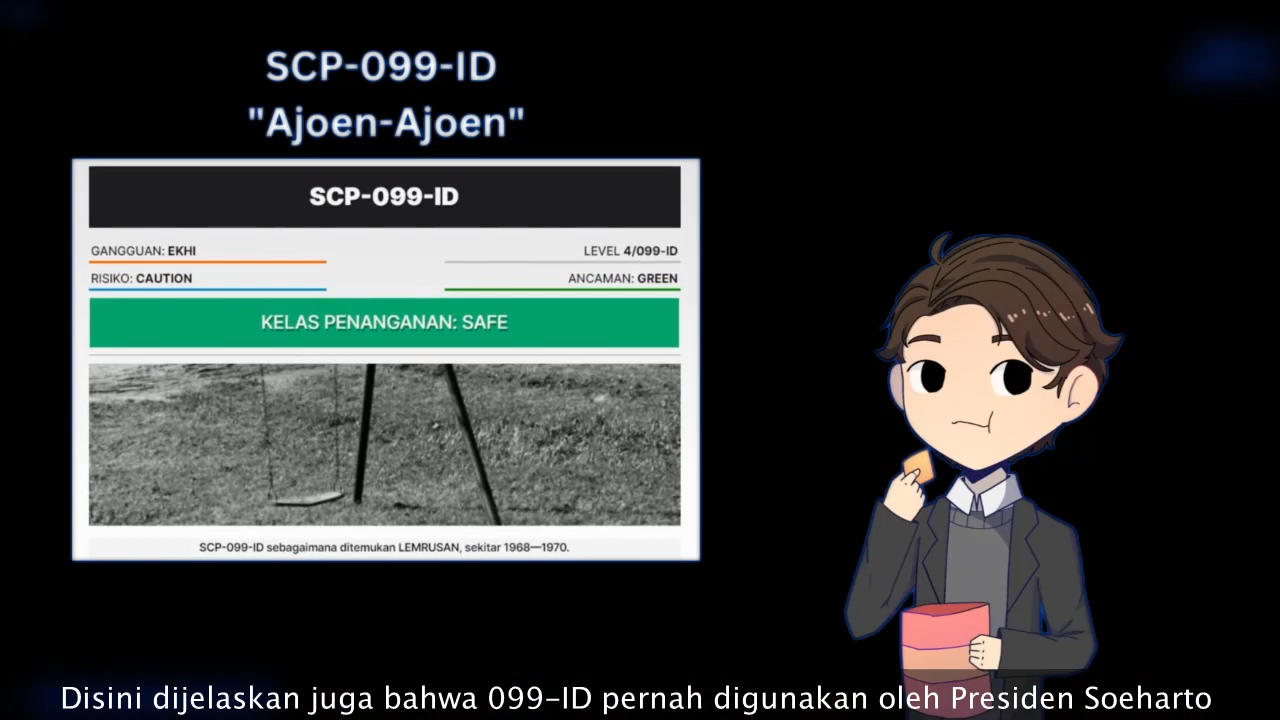 SCP-099-ID
"Ajoen-Ajoen"
SCP-099-ID
GANGGUAN: EKHI
LEVEL 4/099-ID
RISIKO: CAUTION
ANCAMAN: GREEN
KELAS PENANGANAN: SAFE
SCP-099-ID sebagaimana ditemukan LEMRUSAN, sekitar 1968—1970.
Disini dijelaskan juga bahwa 099-ID pernah digunakan oleh Presiden Soeharto